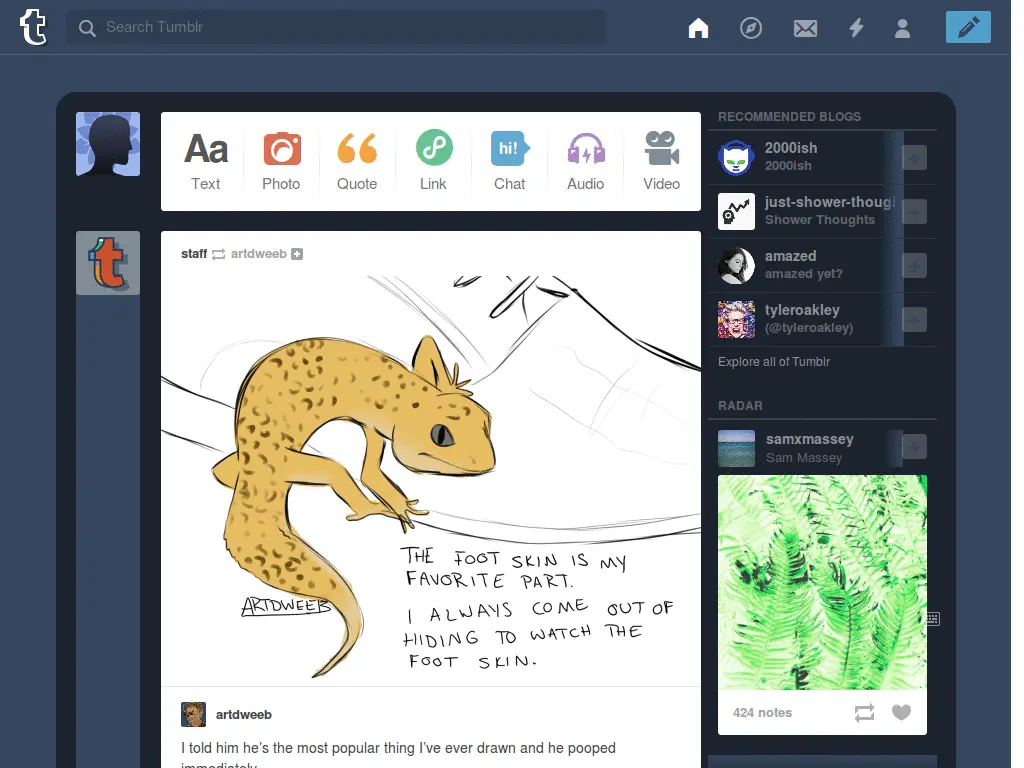 t
Search Tumblr
Aa
hi!
Text
Photo
Quote
Link
Chat
Audio
Video
t
staff artdweeb
THE FOOT SKIN IS MY
FAVORITE PART.
I ALWAYS COME OUT OF
HIDING TO WATCH THE
FOOT SKIN.
ARTDWEEB
artdweeb
I told him he's the most popular thing I've ever drawn and he pooped
immediately
RECOMMENDED BLOGS
2000ish
2000ish
just-shower-thoug
Shower Thoughts
amazed
amazed yet?
tyleroakley
(@tyleroakley)
Explore all of Tumblr
RADAR
samxmassey
Sam Massey
424 notes